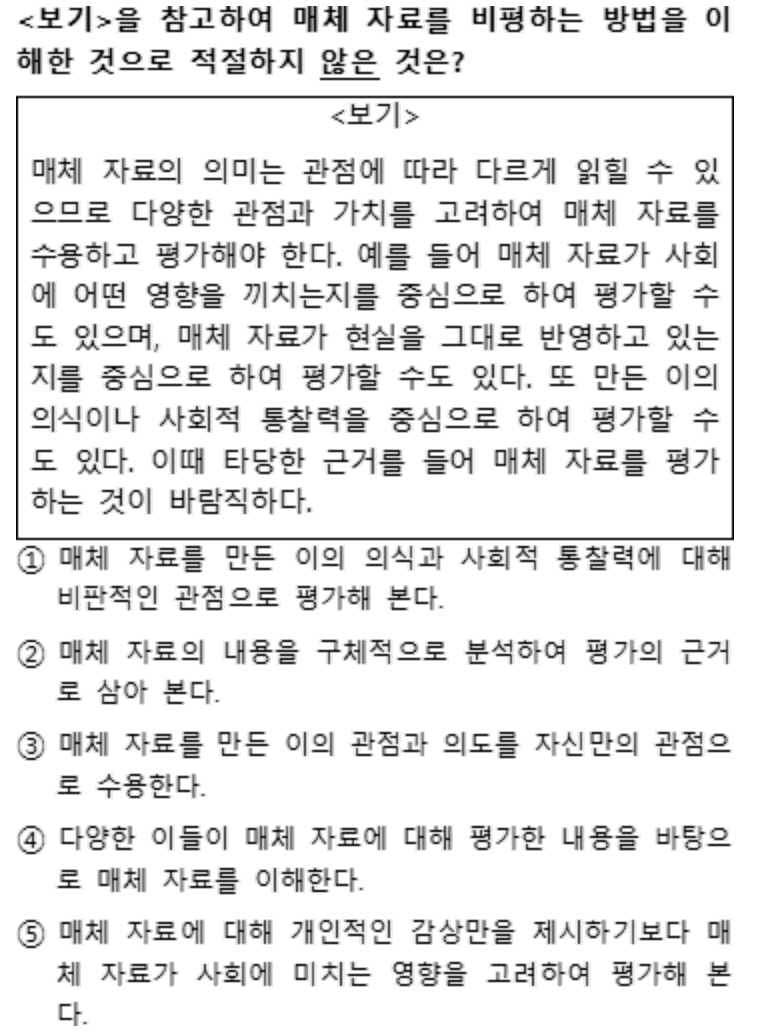 <보기>을 참고하여 매체 자료를 비평하는 방법을 이
해한 것으로 적절하지 않은 것은?
<보기>
매체 자료의 의미는 관점에 따라 다르게 읽힐 수 있
으므로 다양한 관점과 가치를 고려하여 매체 자료를
수용하고 평가해야 한다. 예를 들어 매체 자료가 사회
에 어떤 영향을 끼치는지를 중심으로 하여 평가할 수
도 있으며, 매체 자료가 현실을 그대로 반영하고 있는
지를 중심으로 하여 평가할 수도 있다. 또 만든 이의
의식이나 사회적 통찰력을 중심으로 하여 평가할 수
도 있다. 이때 타당한 근거를 들어 매체 자료를 평가
하는 것이 바람직하다.
① 매체 자료를 만든 이의 의식과 사회적 통찰력에 대해
비판적인 관점으로 평가해 본다.
② 매체 자료의 내용을 구체적으로 분석하여 평가의 근거
로 삼아 본다.
③ 매체 자료를 만든 이의 관점과 의도를 자신만의 관점으
로 수용한다.
④ 다양한 이들이 매체 자료에 대해 평가한 내용을 바탕으
로 매체 자료를 이해한다.
⑤ 매체 자료에 대해 개인적인 감상만을 제시하기보다 매
체 자료가 사회에 미치는 영향을 고려하여 평가해 본
다.